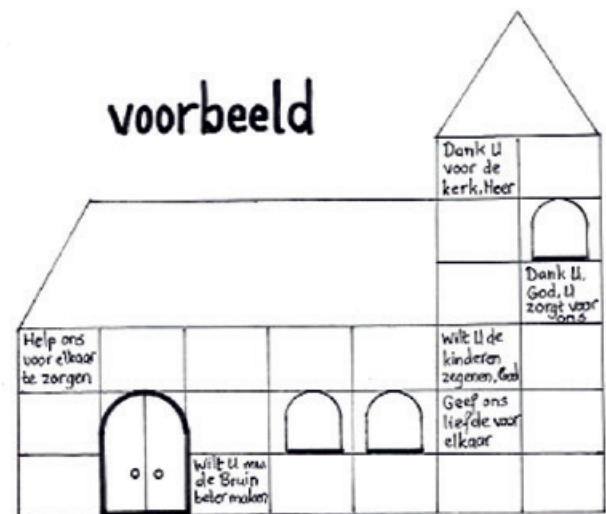 voorbeeld
Dank U
voor de
kerk, Heer
Dank U,
God, U
zorgt voor
ons
Help ons
voor elkaar
te zorgen
Wilt U de
kinderen
zegenen, God
Geef ons
liefde voor
elkaar
Wilt U mw
de Bruin
beter maken